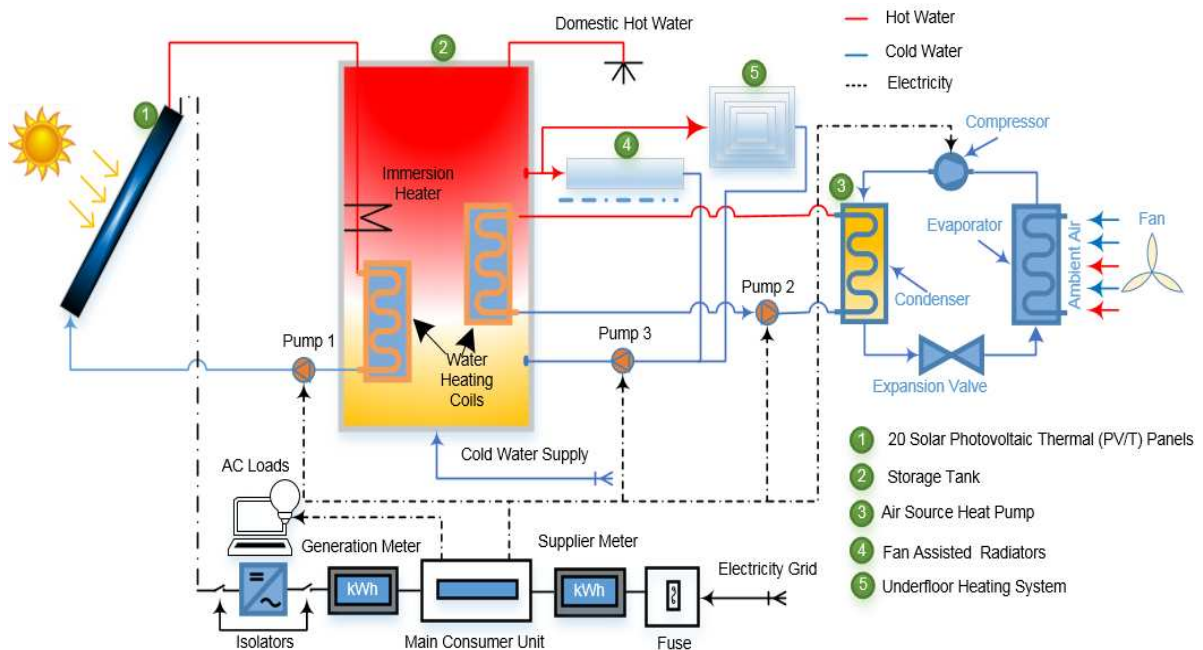 Domestic Hot Water
Hot Water
Cold Water
Electricity
2
5
1
4
3
Immersion
Heater
Compressor
Evaporator
Ambient Air
Fan
Condenser
Pump 2
Pump 1
Pump 3
Water
Heating
Coils
Expansion Valve
Cold Water Supply
AC Loads
Generation Meter
Supplier Meter
Electricity Grid
kWh
kWh
Isolators
Main Consumer Unit
Fuse
1 20 Solar Photovoltaic Thermal (PV/T) Panels
2 Storage Tank
3 Air Source Heat Pump
4 Fan Assisted Radiators
5 Underfloor Heating System